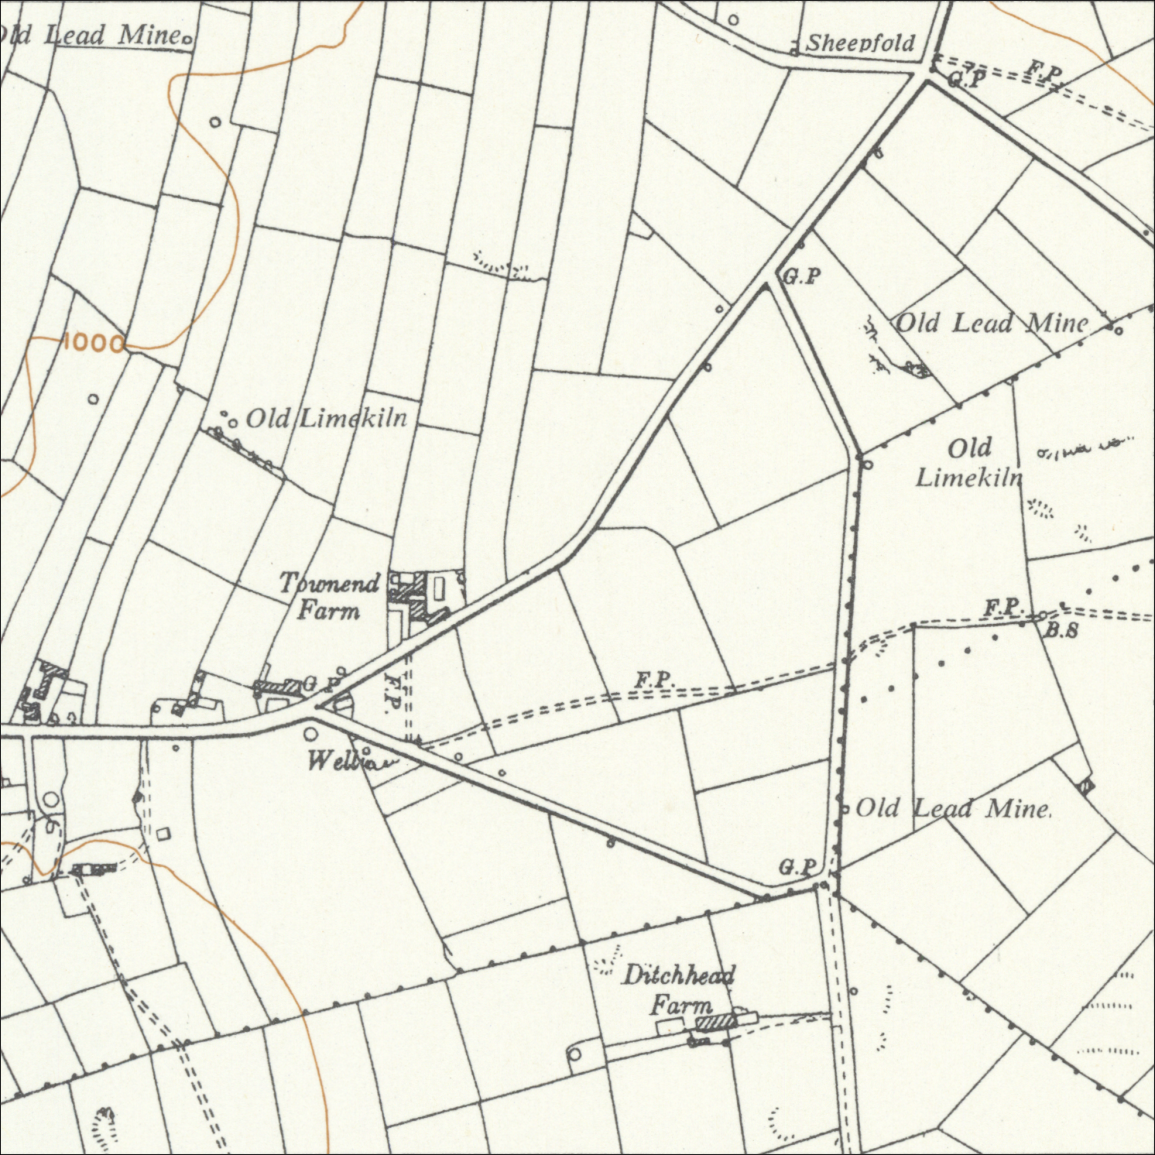 Old Lead Mine
Sheepfold
G.P
F.P.
G.P
Old Lead Mine
1000
Old Limekiln
Old
Limekiln
Townend
Farm
F.P.
B.S
G.P
F.P.
F.P.
Well
Old Lead Mine.
G.P
Ditchhead
Farm